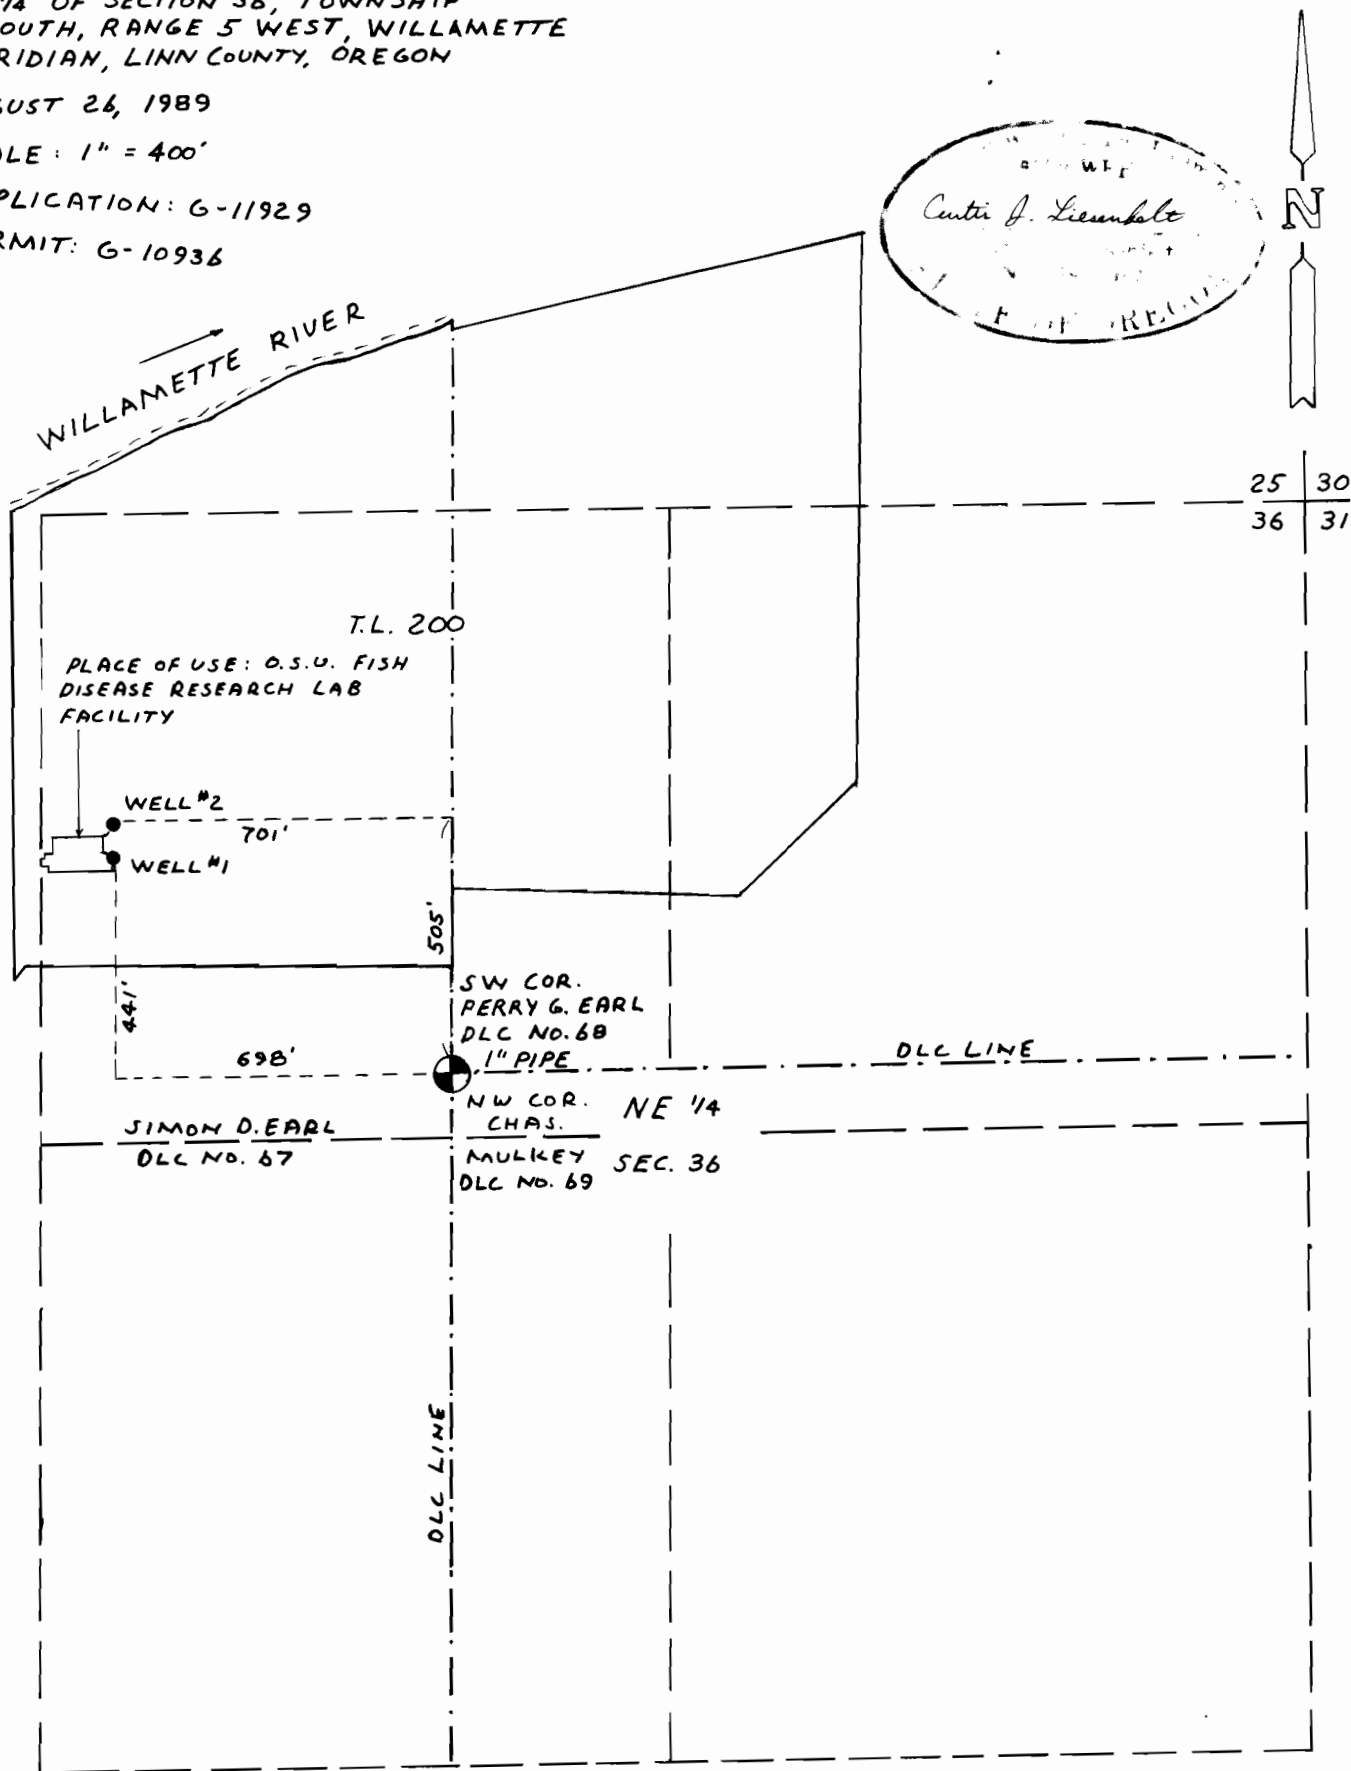 1/4 OF SECTION 36, TOWNSHIP
OUTH, RANGE 5 WEST, WILLAMETTE
RIDIAN, LINN COUNTY, OREGON
GUST 26, 1989
LE: 1" = 400'
PLICATION: G-11929
RMIT: G-10936
Curtis J. Liesenholt
N
WILLAMETTE RIVER
25 30
36 31
T.L. 200
PLACE OF USE: O.S.U. FISH
DISEASE RESEARCH LAB
FACILITY
WELL #2
701'
WELL #1
505'
441'
698'
SW COR.
PERRY G. EARL
DLC NO. 68
1" PIPE
DLC LINE
NW COR.
CHAS.
MULKEY
DLC NO. 69
NE 1/4
SEC. 36
SIMON D. EARL
DLC NO. 67
DLC LINE